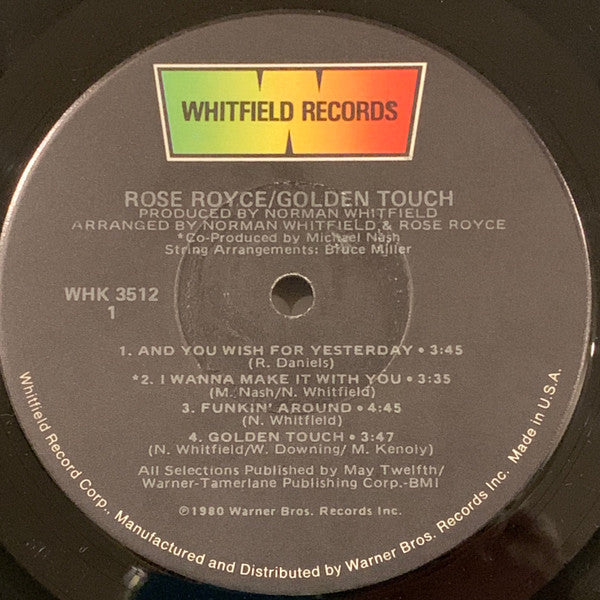 WHITFIELD RECORDS
ROSE ROYCE/GOLDEN TOUCH
PRODUCED BY NORMAN WHITFIELD
ARRANGED BY NORMAN WHITFIELD & ROSE ROYCE
*Co-Produced by Michael Nash
String Arrangements: Bruce Miller
WHK 3512
1
1. AND YOU WISH FOR YESTERDAY • 3:45
(R. Daniels)
*2. I WANNA MAKE IT WITH YOU • 3:35
(M. Nash/N. Whitfield)
3. FUNKIN' AROUND • 4:45
(N. Whitfield)
4. GOLDEN TOUCH • 3:47
(N. Whitfield/W. Downing/ M. Kenoly)
All Selections Published by May Twelfth/
Warner-Tamerlane Publishing Corp.-BMI
℗1980 Warner Bros. Records Inc.
Whitfield Record Corp., Manufactured and Distributed by Warner Bros. Records Inc. Made in U.S.A.